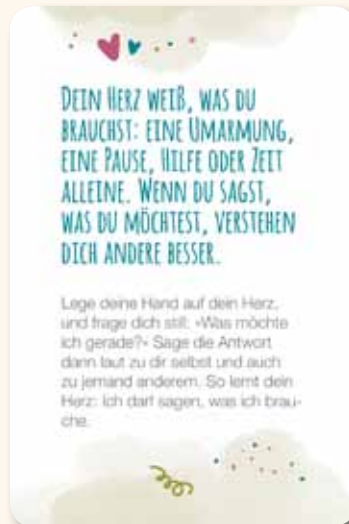 DEIN HERZ WEIß, WAS DU
BRAUCHST: EINE UMARMUNG,
EINE PAUSE, HILFE ODER ZEIT
ALLEINE. WENN DU SAGST,
WAS DU MÖCHTEST, VERSTEHEN
DICH ANDERE BESSER.
Lege deine Hand auf dein Herz,
und frage dich still: »Was möchte
ich gerade?« Sage die Antwort
dann laut zu dir selbst und auch
zu jemand anderem. So lernt dein
Herz: Ich darf sagen, was ich brau-
che.